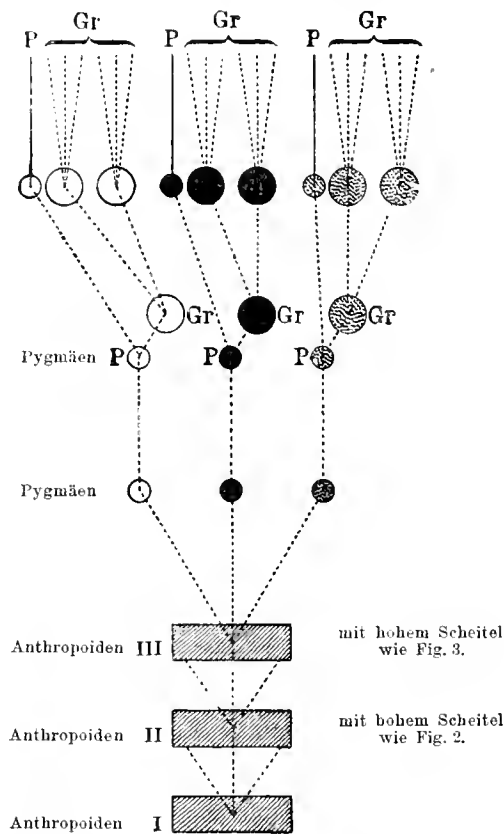 P Gr P Gr P Gr
Gr Gr Gr
Pygmäen P P P
Pygmäen
Anthropoiden III mit hohem Scheitel
wie Fig. 3.
Anthropoiden II mit bohem Scheitel
wie Fig. 2.
Anthropoiden I